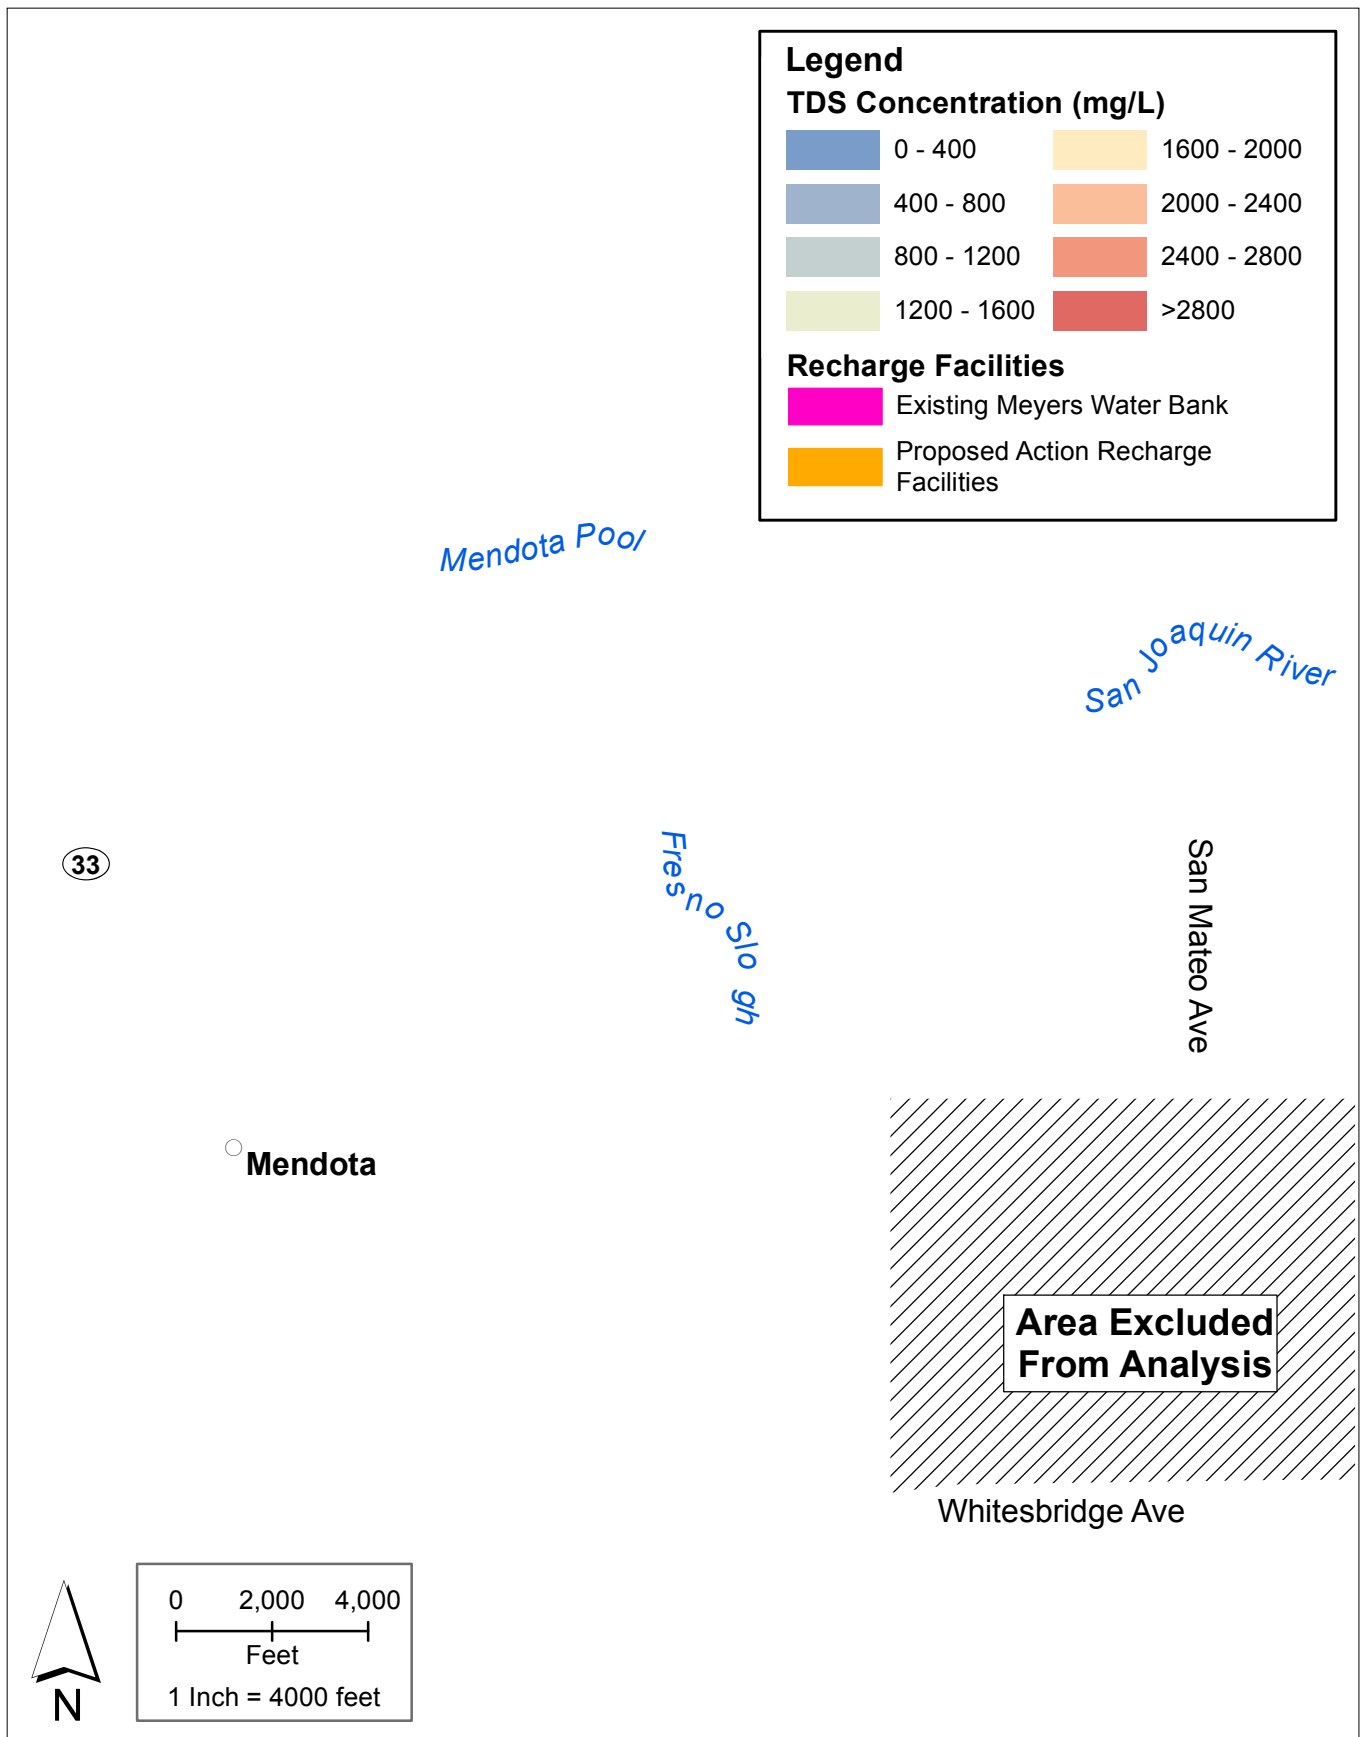 Legend
TDS Concentration (mg/L)
0 - 400
400 - 800
800 - 1200
1200 - 1600
1600 - 2000
2000 - 2400
2400 - 2800
>2800
Recharge Facilities
Existing Meyers Water Bank
Proposed Action Recharge
Facilities
Mendota Pool
San Joaquin River
33
Fresno Slo gh
San Mateo Ave
Mendota
Area Excluded
From Analysis
Whitesbridge Ave
0 2,000 4,000
Feet
1 Inch = 4000 feet
N